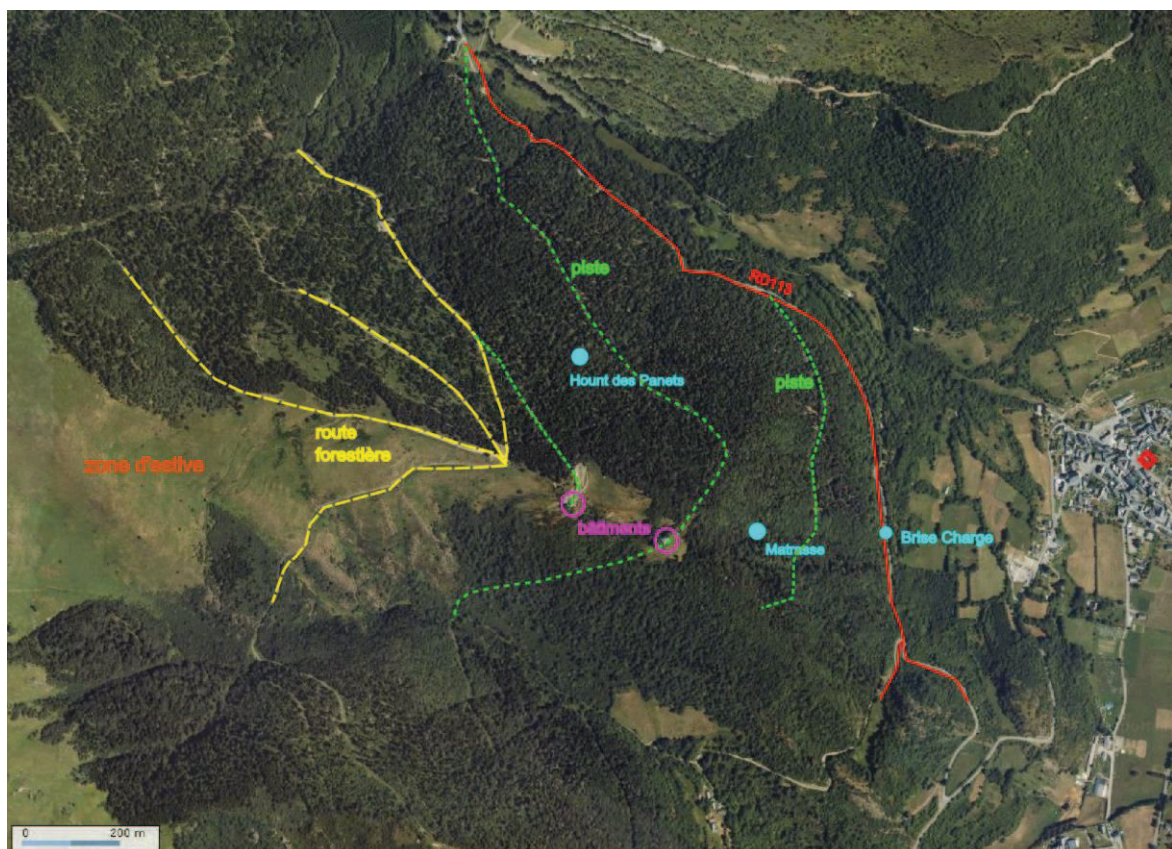 piste
RD113
Hount des Panets
piste
route
forestière
zone d'estive
bâtiments
Matrasse
Brise Charge
0 200 m